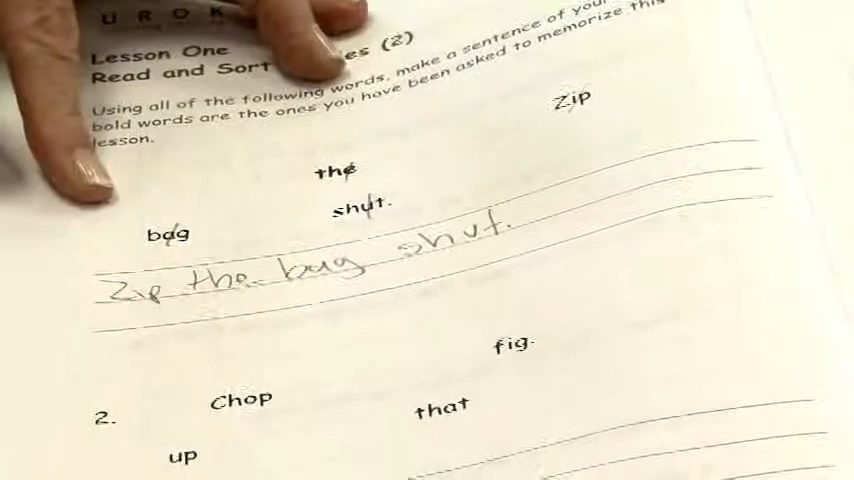 UROK
Lesson One
Read and Sort (2)
Using all of the following words, make a sentence of your
bold words are the ones you have been asked to memorize this
lesson.
Zip
the
shut.
bag
Zip the bag shut.
fig.
Chop
2.
that
up